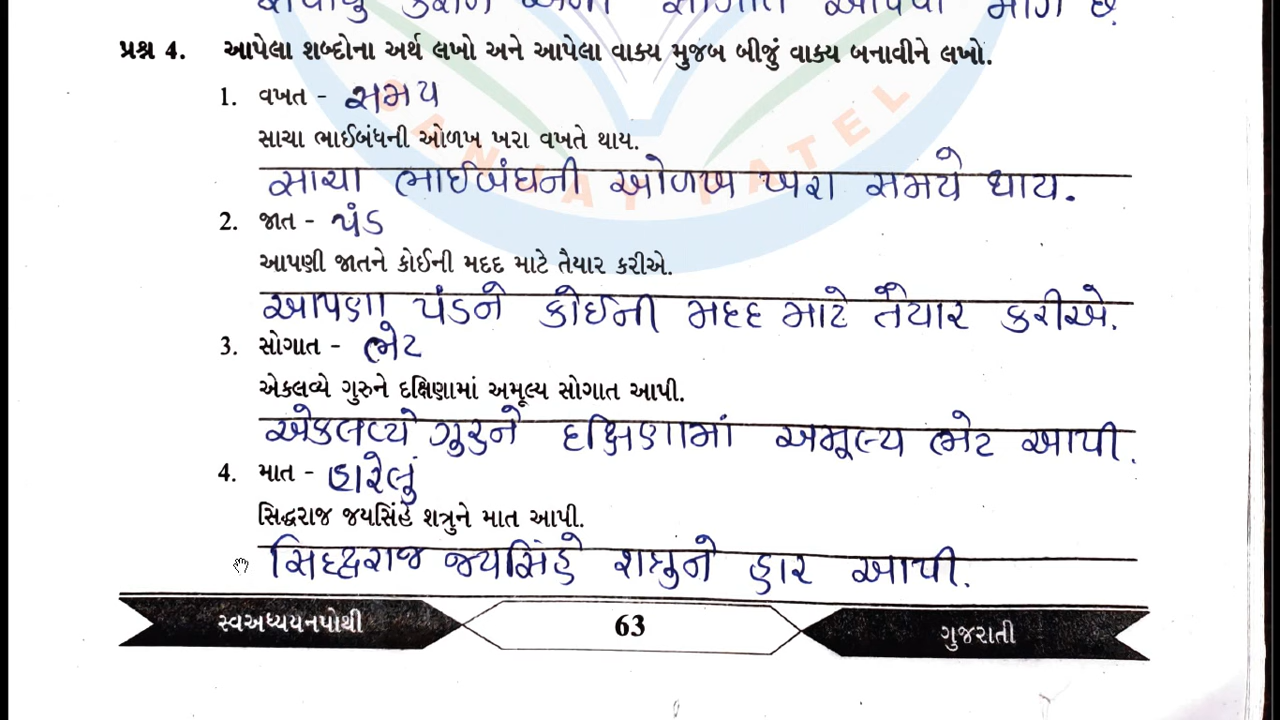 પ્રશ્ન 4. આપેલા શબ્દોના અર્થ લખો અને આપેલા વાક્ય મુજબ બીજું વાક્ય બનાવીને લખો.
1. વખત - સમય
સાચા ભાઈબંધની ઓળખ ખરા વખતે થાય.
સાચા ભાઈબંધની ઓળખ ખરા સમયે થાય.
2. જાત - પંડ
આપણી જાતને કોઈની મદદ માટે તૈયાર કરીએ.
આપણા પંડને કોઈની મદદ માટે તૈયાર કરીએ.
3. સોગાત - ભેટ
એકલવ્યે ગુરુને દક્ષિણામાં અમૂલ્ય સોગાત આપી.
એકલવ્યે ગુરુને દક્ષિણામાં અમૂલ્ય ભેટ આપી.
4. માત - હારેલું
સિદ્ધરાજ જયસિંહે શત્રુને માત આપી.
સિદ્ધરાજ જયસિંહે શત્રુને હાર આપી.
સ્વઅધ્યયનપોથી 63 ગુજરાતી